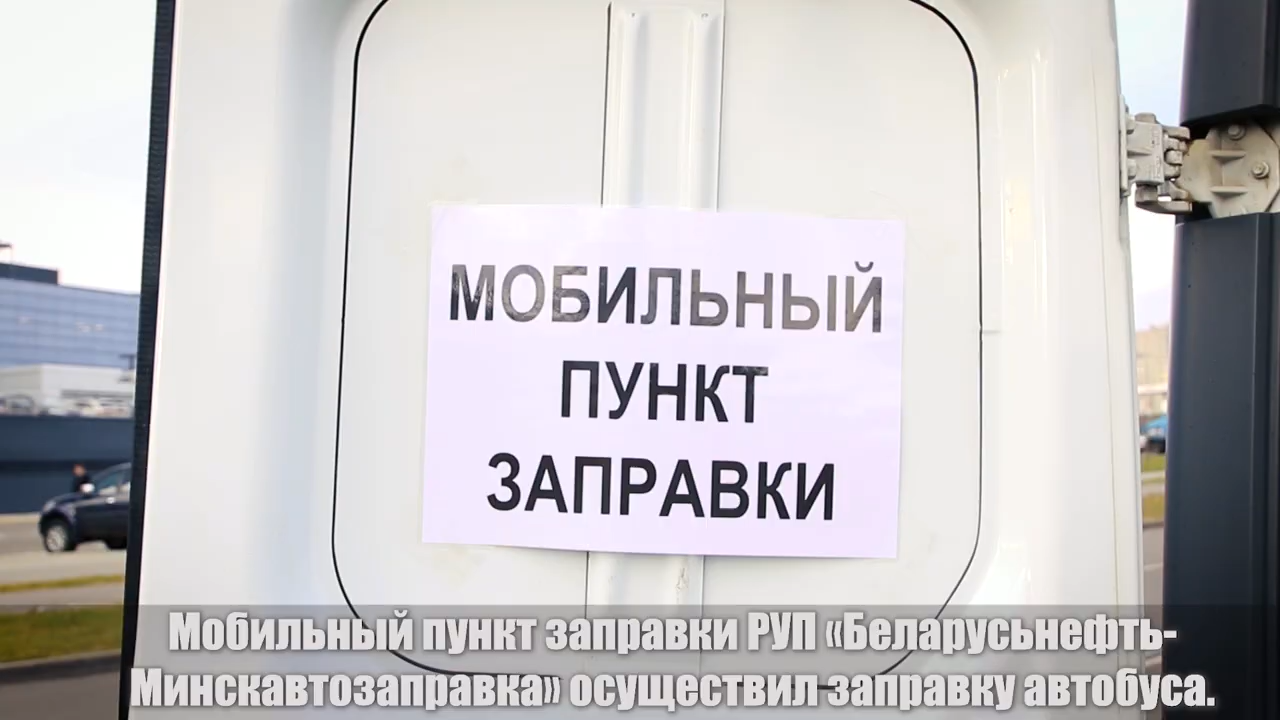 МОБИЛЬНЫЙ
ПУНКТ
ЗАПРАВКИ
Мобильный пункт заправки РУП «Беларусьнефть-
Минскавтозаправка» осуществил заправку автобуса.